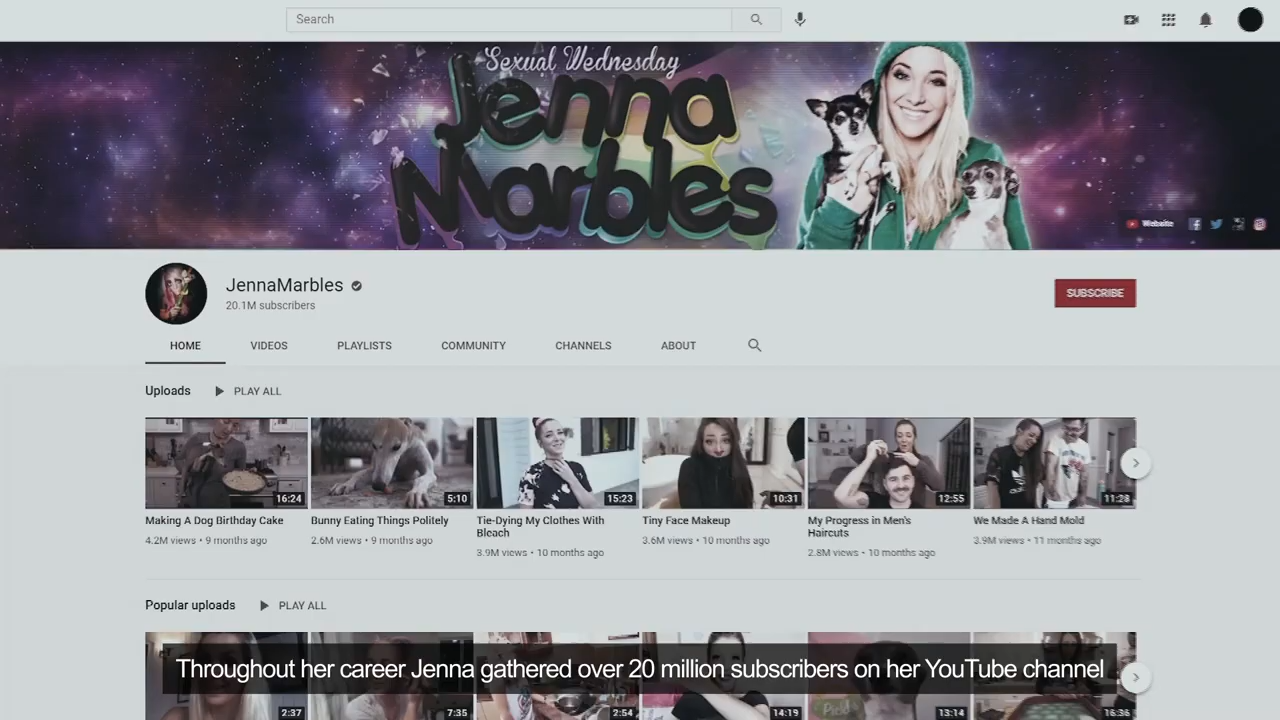 Search
Sexual Wednesday
Jenna
Marbles
Website
JennaMarbles
20.1M subscribers
SUBSCRIBE
HOME VIDEOS PLAYLISTS COMMUNITY CHANNELS ABOUT
Uploads PLAY ALL
16:24 5:10 15:23 10:31 12:55 11:28
Making A Dog Birthday Cake
4.2M views • 9 months ago
Bunny Eating Things Politely
2.6M views • 9 months ago
Tie-Dying My Clothes With
Bleach
3.9M views • 10 months ago
Tiny Face Makeup
3.6M views • 10 months ago
My Progress in Men's
Haircuts
2.8M views • 10 months ago
We Made A Hand Mold
3.9M views • 11 months ago
Popular uploads PLAY ALL
Throughout her career Jenna gathered over 20 million subscribers on her YouTube channel
2:37 7:35 2:54 14:19 13:14 16:36